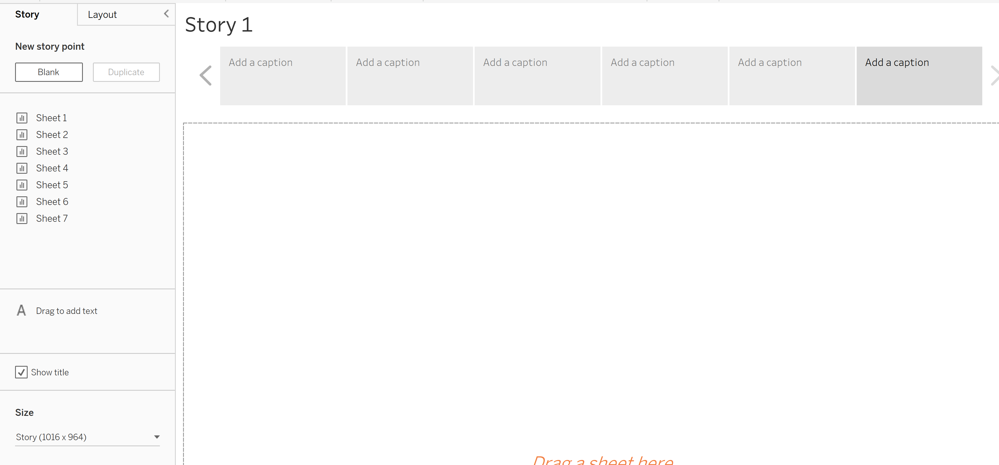 Story
Layout
New story point
Blank
Duplicate
Sheet 1
Sheet 2
Sheet 3
Sheet 4
Sheet 5
Sheet 6
Sheet 7
A Drag to add text
Show title
Size
Story (1016 x 964)
Story 1
Add a caption
Add a caption
Add a caption
Add a caption
Add a caption
Add a caption
Drag a sheet here